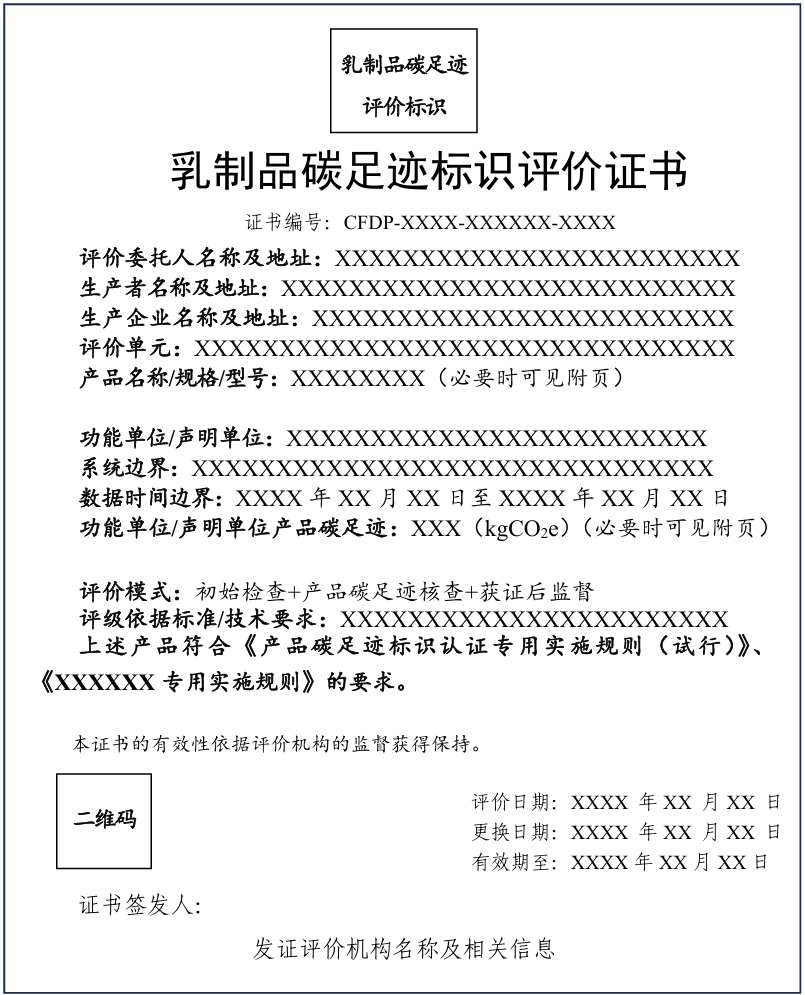 乳制品碳足迹
评价标识
乳制品碳足迹标识评价证书
证书编号：CFDP-XXXX-XXXXXX-XXXX
评价委托人名称及地址：XXXXXXXXXXXXXXXXXXXXXXXX
生产者名称及地址：XXXXXXXXXXXXXXXXXXXXXXXXXXX
生产企业名称及地址：XXXXXXXXXXXXXXXXXXXXXXXXX
评价单元：XXXXXXXXXXXXXXXXXXXXXXXXXXXXXXXX
产品名称/规格/型号：XXXXXXXX（必要时可见附页）
功能单位/声明单位：XXXXXXXXXXXXXXXXXXXXXXXXX
系统边界：XXXXXXXXXXXXXXXXXXXXXXXXXXXXXXX
数据时间边界：XXXX 年 XX 月 XX 日至 XXXX 年 XX 月 XX 日
功能单位/声明单位产品碳足迹：XXX（kgCO₂e）（必要时可见附页）
评价模式：初始检查+产品碳足迹核查+获证后监督
评级依据标准/技术要求：XXXXXXXXXXXXXXXXXXXXXXX
上述产品符合《产品碳足迹标识认证专用实施规则（试行）》、
《XXXXXX 专用实施规则》的要求。
本证书的有效性依据评价机构的监督获得保持。
二维码
评价日期：XXXX 年 XX 月 XX 日
更换日期：XXXX 年 XX 月 XX 日
有效期至：XXXX 年 XX 月 XX 日
证书签发人：
发证评价机构名称及相关信息